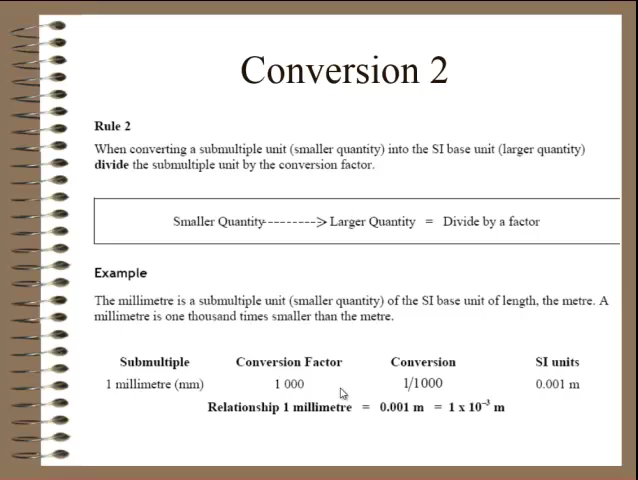 Conversion 2
Rule 2
When converting a submultiple unit (smaller quantity) into the SI base unit (larger quantity)
divide the submultiple unit by the conversion factor.
Smaller Quantity--------> Larger Quantity = Divide by a factor
Example
The millimetre is a submultiple unit (smaller quantity) of the SI base unit of length, the metre. A
millimetre is one thousand times smaller than the metre.
Submultiple Conversion Factor Conversion SI units
1 millimetre (mm) 1 000 1/1000 0.001 m
Relationship 1 millimetre = 0.001 m = 1 x 10⁻³ m